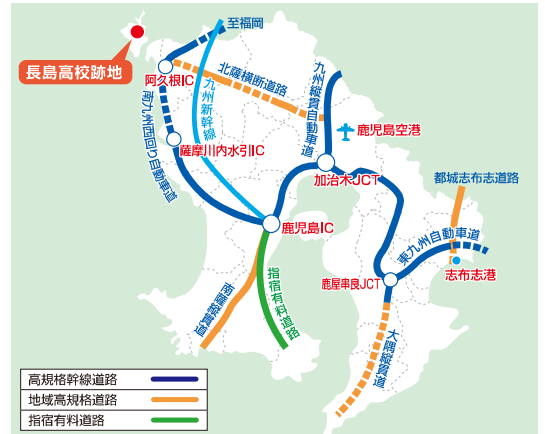 至福岡
長島高校跡地
阿久根IC
北薩横断道路
九州新幹線
九州縦貫自動車道
鹿児島空港
南九州西回り自動車道
薩摩川内水引IC
加治木JCT
都城志布志道路
鹿児島IC
東九州自動車道
志布志港
鹿屋串良JCT
指宿有料道路
南薩縦貫道
大隅縦貫道
高規格幹線道路
地域高規格道路
指宿有料道路